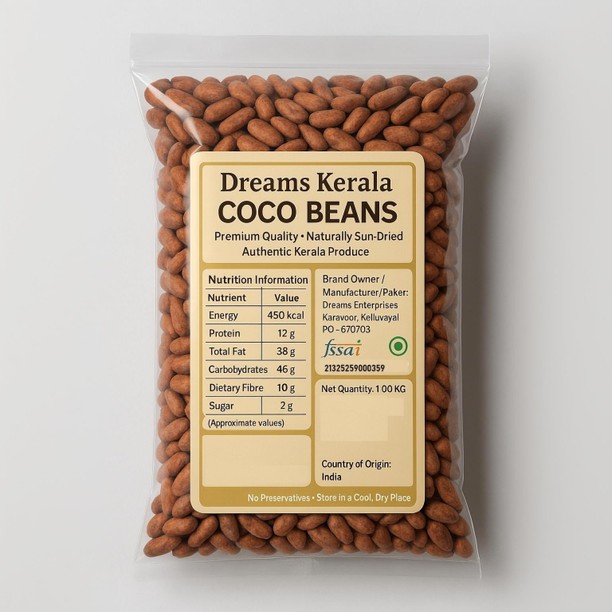 Dreams Kerala
COCO BEANS
Premium Quality • Naturally Sun-Dried
Authentic Kerala Produce
Nutrition Information
Nutrient Value
Energy 450 kcal
Protein 12 g
Total Fat 38 g
Carbohydrates 46 g
Dietary Fibre 10 g
Sugar 2 g
(Approximate values)
Brand Owner /
Manufacturer/Paker:
Dreams Enterprises
Karavoor, Kelluvayal
PO - 670703
fssai
21325259000359
Net Quantity. 1 00 KG
Country of Origin:
India
No Preservatives • Store in a Cool, Dry Place